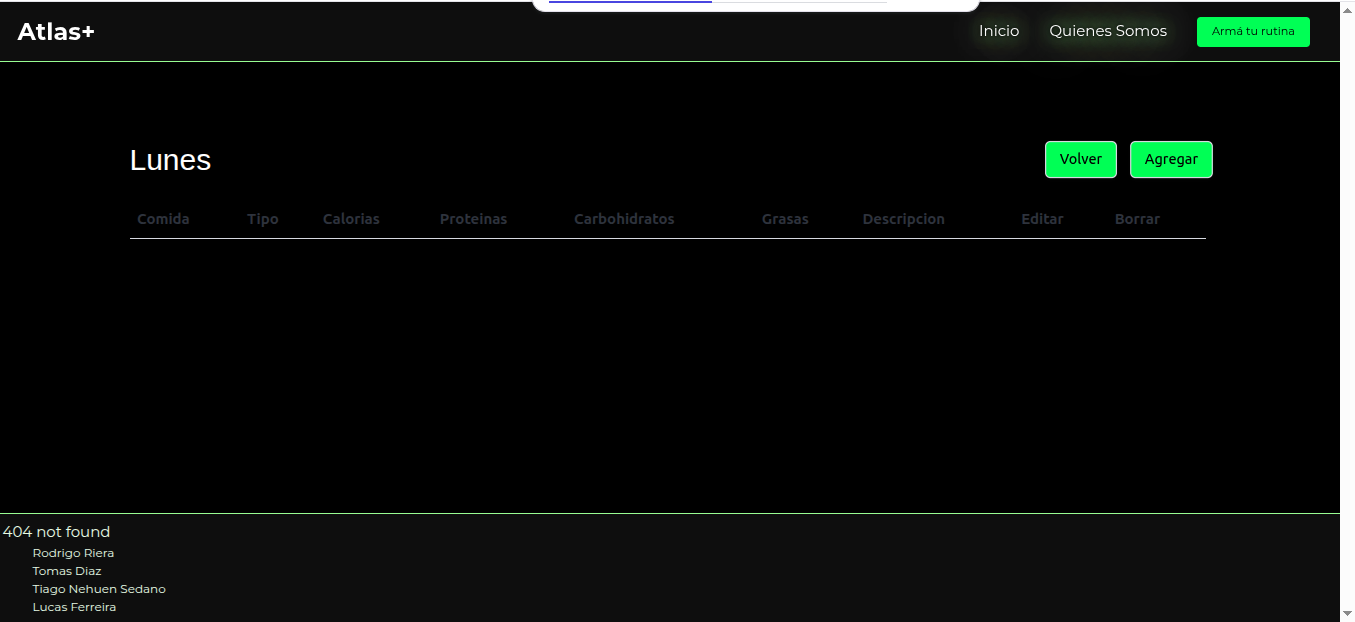 Atlas+ Inicio Quienes Somos Armá tu rutina
Lunes Volver Agregar
Comida Tipo Calorias Proteinas Carbohidratos Grasas Descripcion Editar Borrar
404 not found
Rodrigo Riera
Tomas Diaz
Tiago Nehuen Sedano
Lucas Ferreira